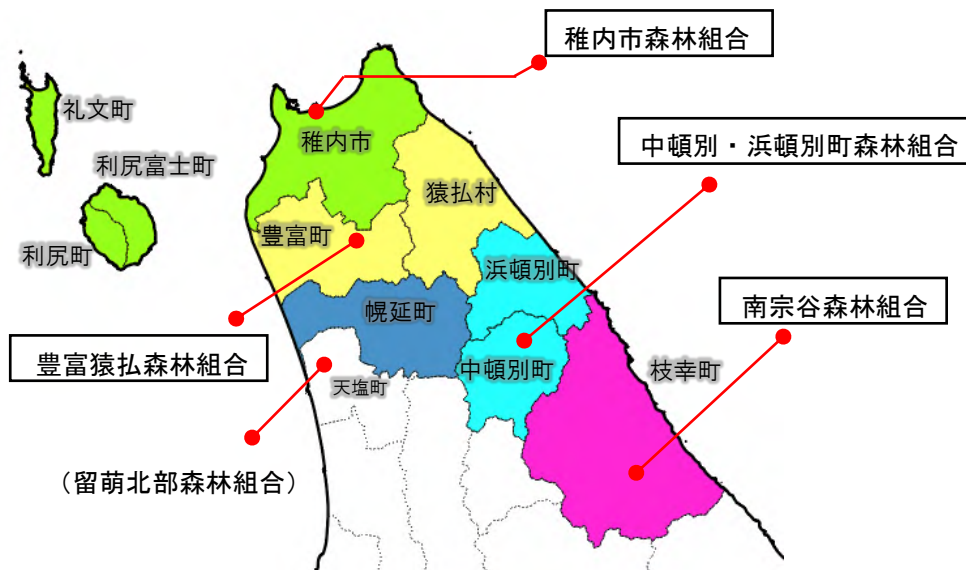 稚内市森林組合
礼文町
稚内市
中頓別・浜頓別町森林組合
利尻富士町
猿払村
豊富町
利尻町
浜頓別町
幌延町
南宗谷森林組合
豊富猿払森林組合
中頓別町
枝幸町
天塩町
（留萌北部森林組合）